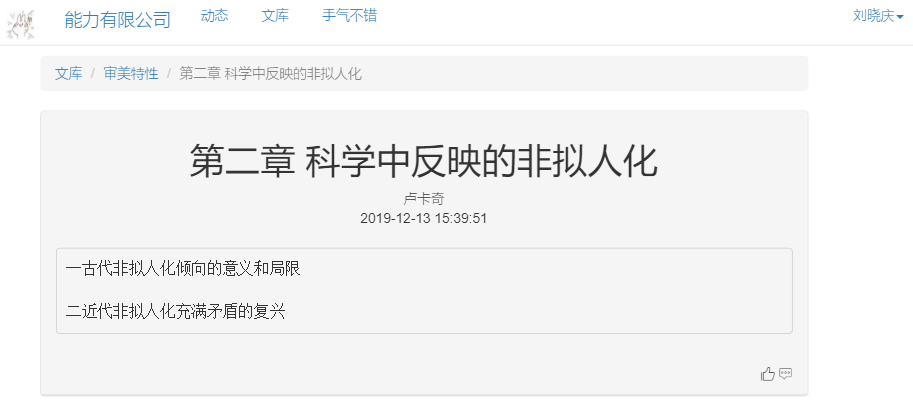 能力有限公司 动态 文库 手气不错 刘晓庆
文库 / 审美特性 / 第二章 科学中反映的非拟人化
第二章 科学中反映的非拟人化
卢卡奇
2019-12-13 15:39:51
一古代非拟人化倾向的意义和局限
二近代非拟人化充满矛盾的复兴